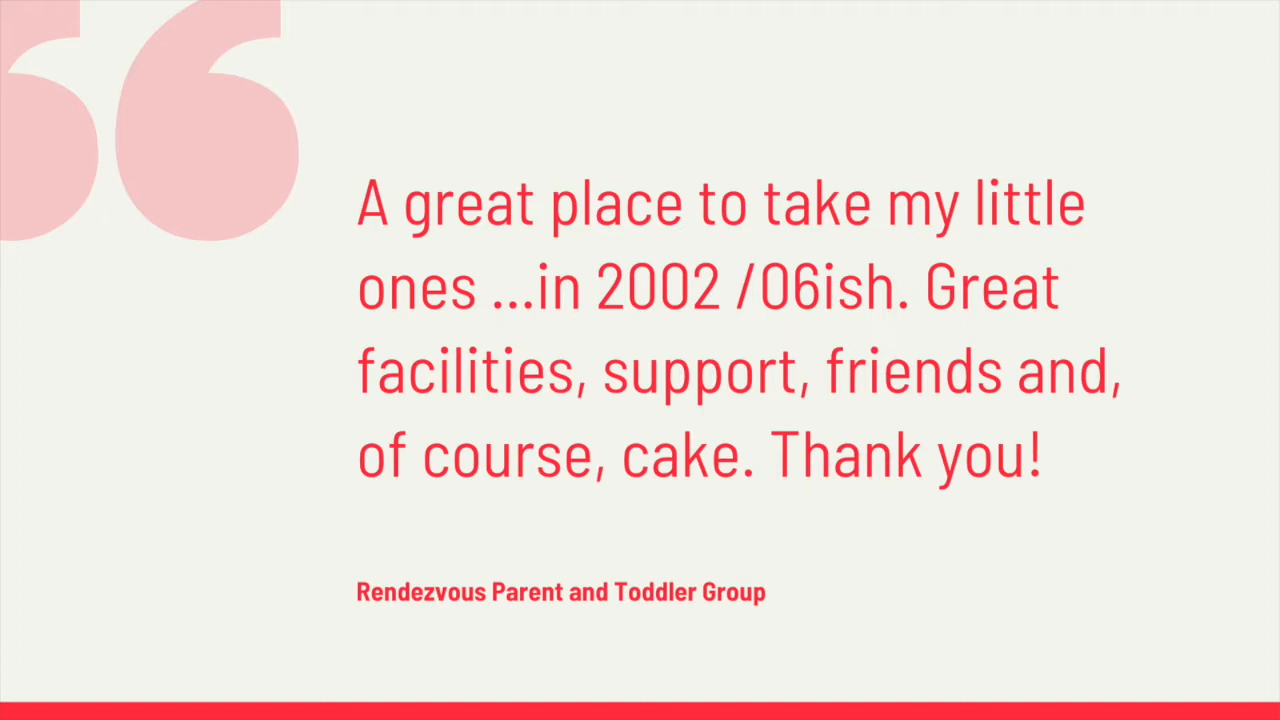 A great place to take my little
ones ...in 2002 /06ish. Great
facilities, support, friends and,
of course, cake. Thank you!
Rendezvous Parent and Toddler Group